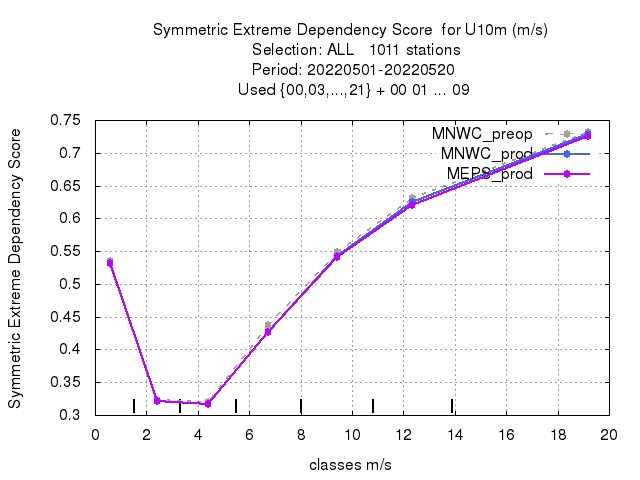 Symmetric Extreme Dependency Score  for U10m (m/s)
Selection: ALL   1011 stations
Period: 20220501-20220520
Used {00,03,...,21} + 00 01 ... 09
MNWC_preop
MNWC_prod
MEPS_prod
Symmetric Extreme Dependency Score
0.75
0.7
0.65
0.6
0.55
0.5
0.45
0.4
0.35
0.3
0 2 4 6 8 10 12 14 16 18 20
classes m/s